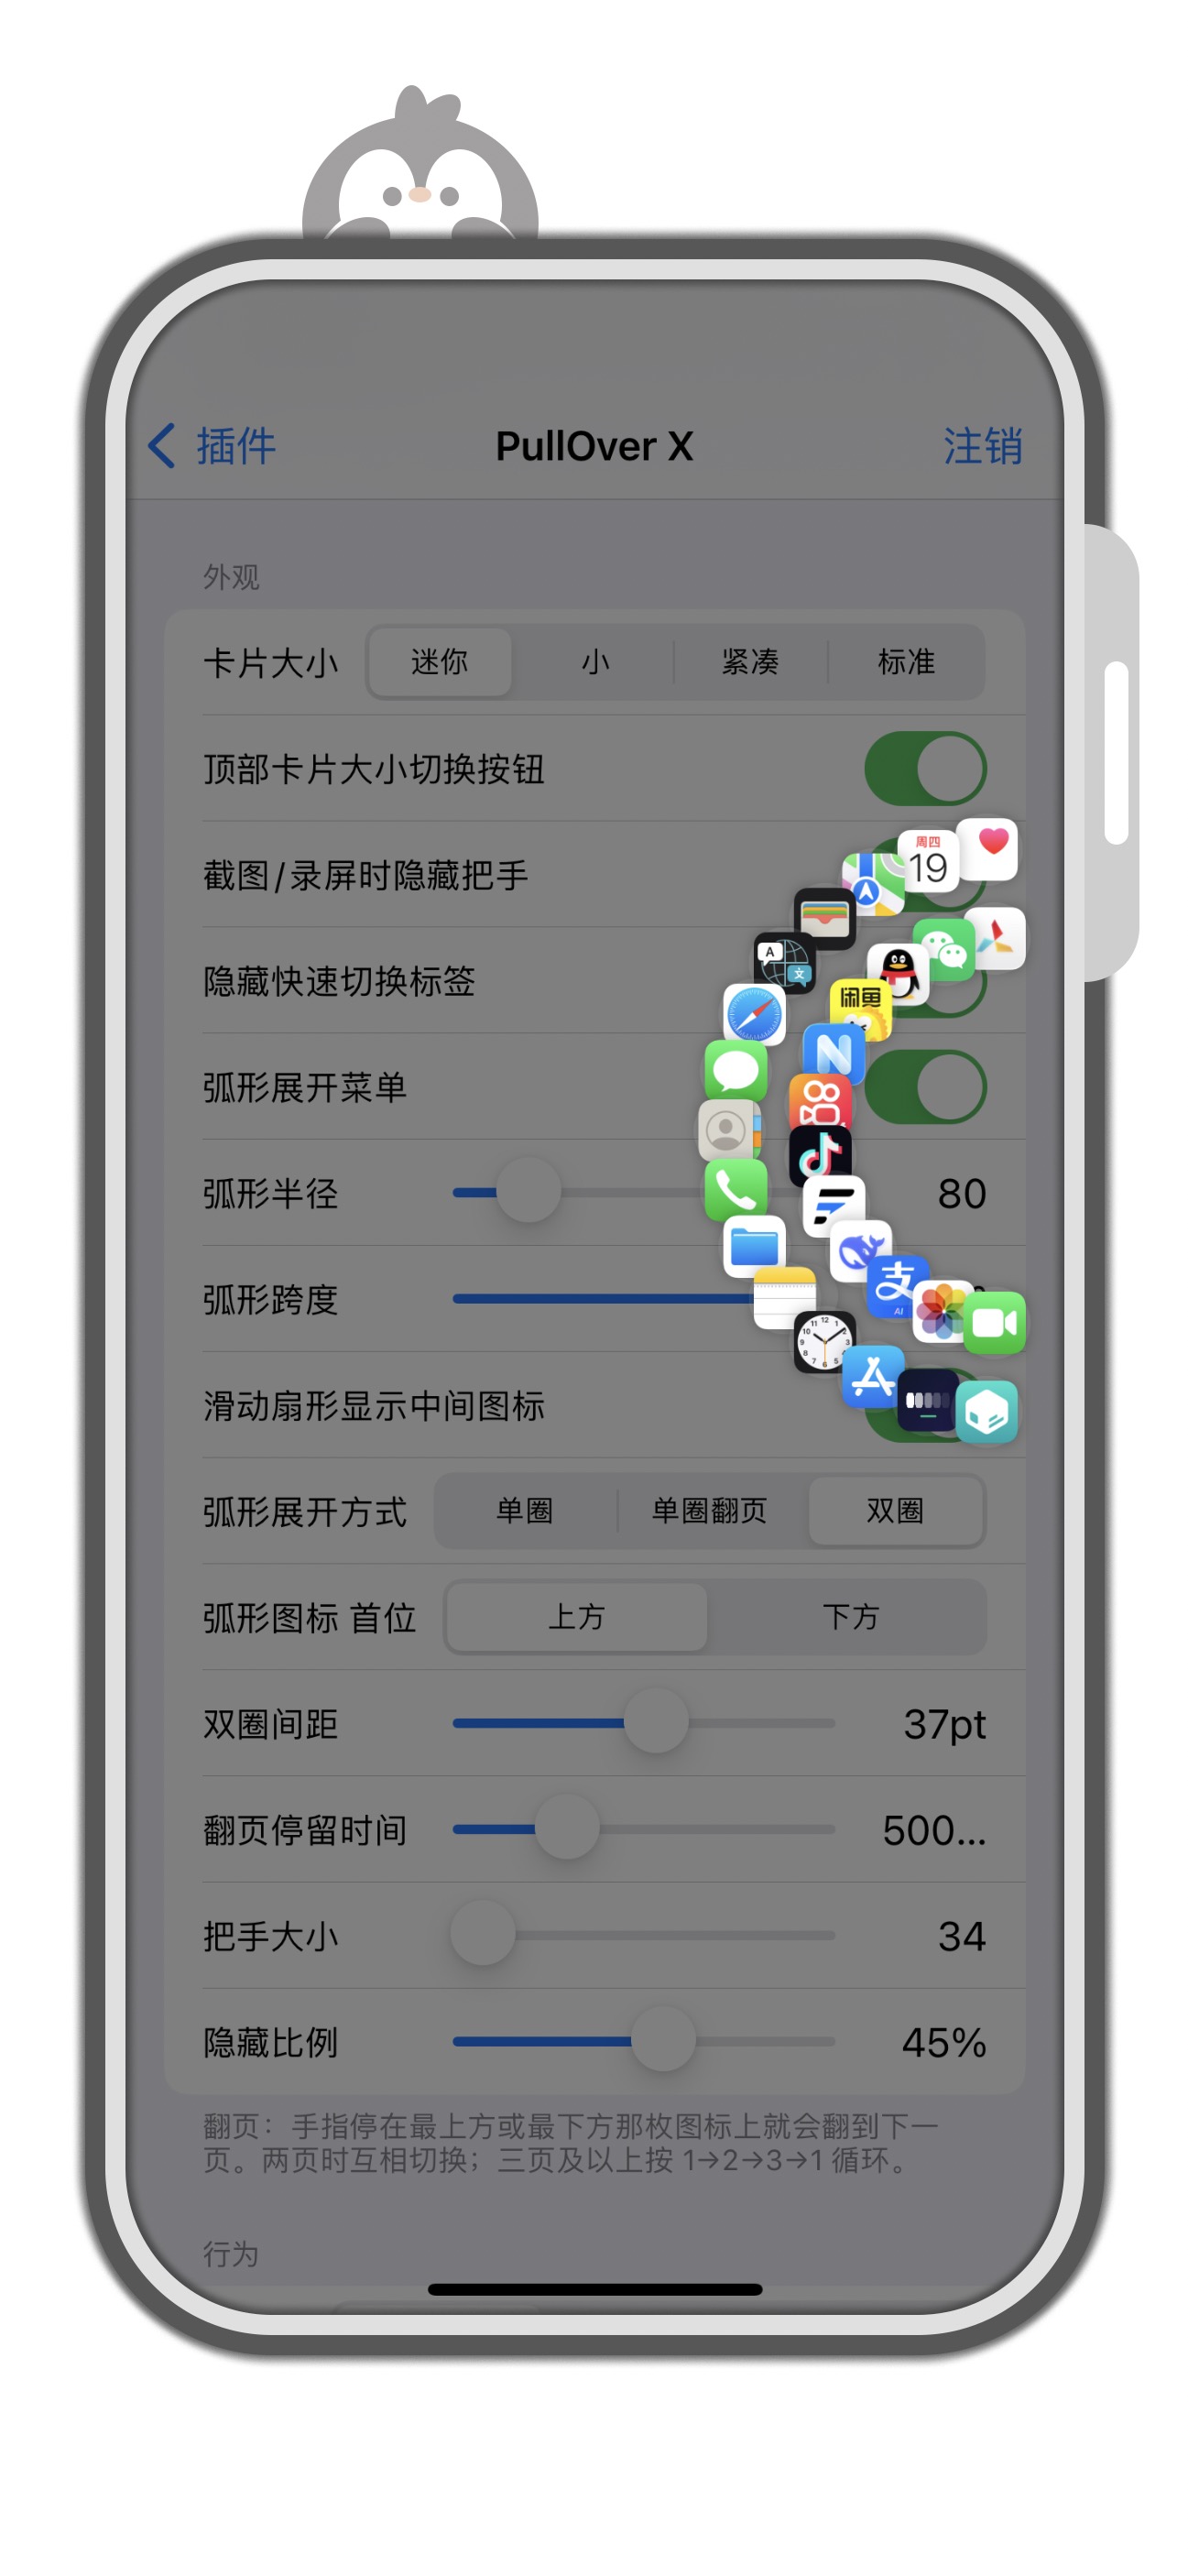 插件 PullOver X 注销
外观
卡片大小 迷你 小 紧凑 标准
顶部卡片大小切换按钮
截图/录屏时隐藏把手
周四
19
隐藏快速切换标签
A 文
闲鱼
弧形展开菜单
弧形半径 80
弧形跨度
支
AI
滑动扇形显示中间图标
弧形展开方式 单圈 单圈翻页 双圈
弧形图标 首位 上方 下方
双圈间距 37pt
翻页停留时间 500...
把手大小 34
隐藏比例 45%
翻页：手指停在最上方或最下方那枚图标上就会翻到下一
页。两页时互相切换；三页及以上按 1→2→3→1 循环。
行为